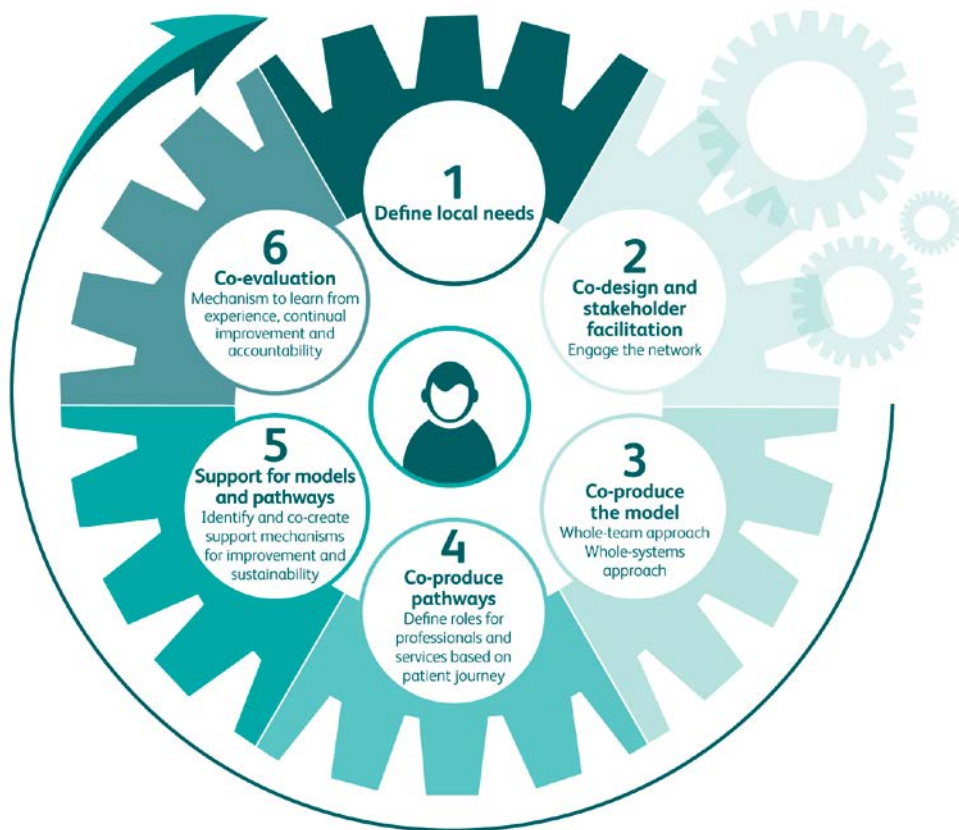 1
Define local needs
2
Co-design and
stakeholder
facilitation
Engage the network
3
Co-produce
the model
Whole-team approach
Whole-systems
approach
4
Co-produce
pathways
Define roles for
professionals and
services based on
patient journey
5
Support for models
and pathways
Identify and co-create
support mechanisms
for improvement and
sustainability
6
Co-evaluation
Mechanism to learn from
experience, continual
improvement and
accountability